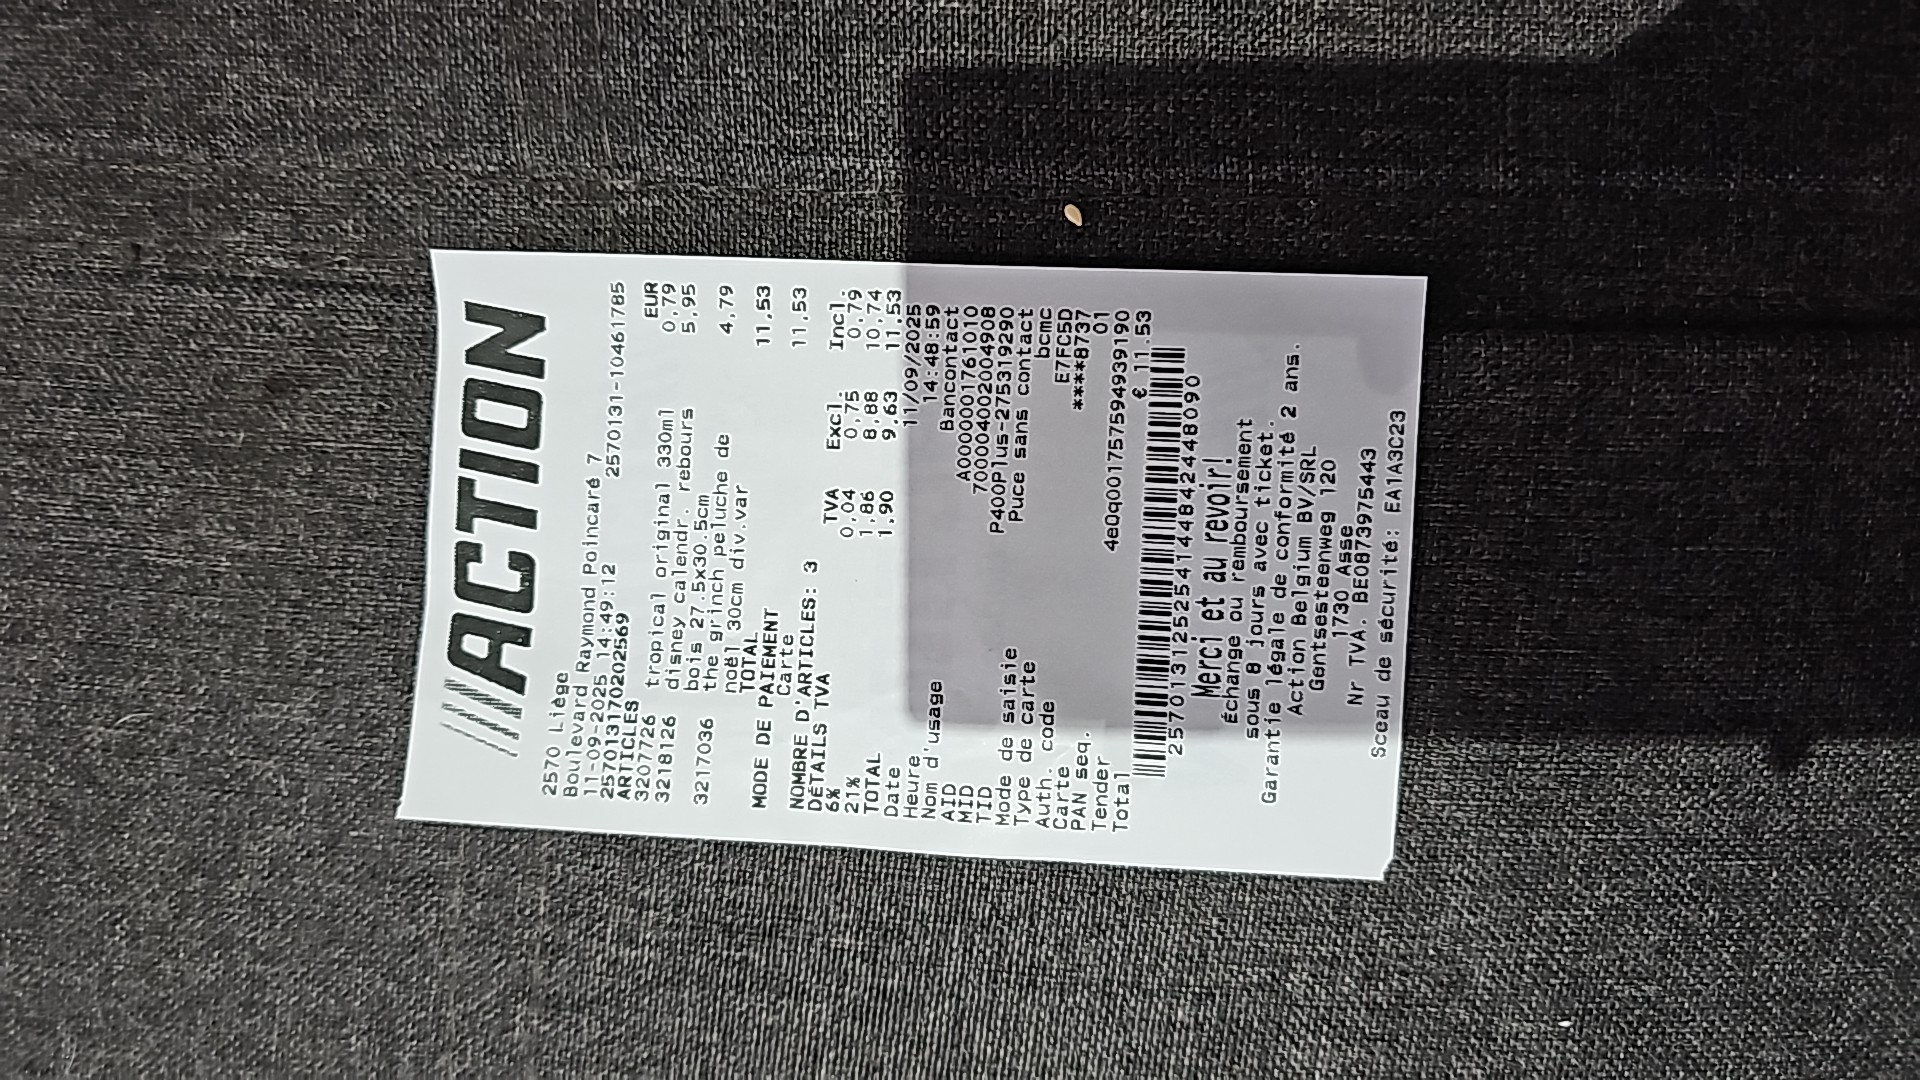 ACTION
2570 Liège
Boulevard Raymond Poincaré 7
11-09-2025 14:49:12 2570131-10461785
2570131170202569
ARTICLES EUR
3207726 tropical original 330ml 0,79
3218126 disney calendr. rebours 5,95
bois 27.5x30.5cm
3217036 the grinch peluche de 4,79
noël 30cm div.var
TOTAL 11,53
MODE DE PAIEMENT
Carte 11,53
NOMBRE D'ARTICLES: 3
DÉTAILS TVA TVA Excl. Incl.
6% 0,04 0,75 0,79
21% 1,86 8,88 10,74
TOTAL 1,90 9,63 11,53
Date 11/09/2025
Heure 14:48:59
Nom d'usage Bancontact
AID A0000001761010
MID 700004002004908
TID P400Plus-275319290
Mode de saisie Puce sans contact
Type de carte bcmc
Auth. code E7FC5D
Carte ****8737
PAN seq. 01
Tender 4e0q001757594939190
Total € 11.53
2570131252541448424480​90
Merci et au revoir!
Échange ou remboursement
sous 8 jours avec ticket.
Garantie légale de conformité 2 ans.
Action Belgium BV/SRL
Gentsesteenweg 120
1730 Asse
Nr TVA. BE0873975443
Sceau de sécurité: EA1A3C23